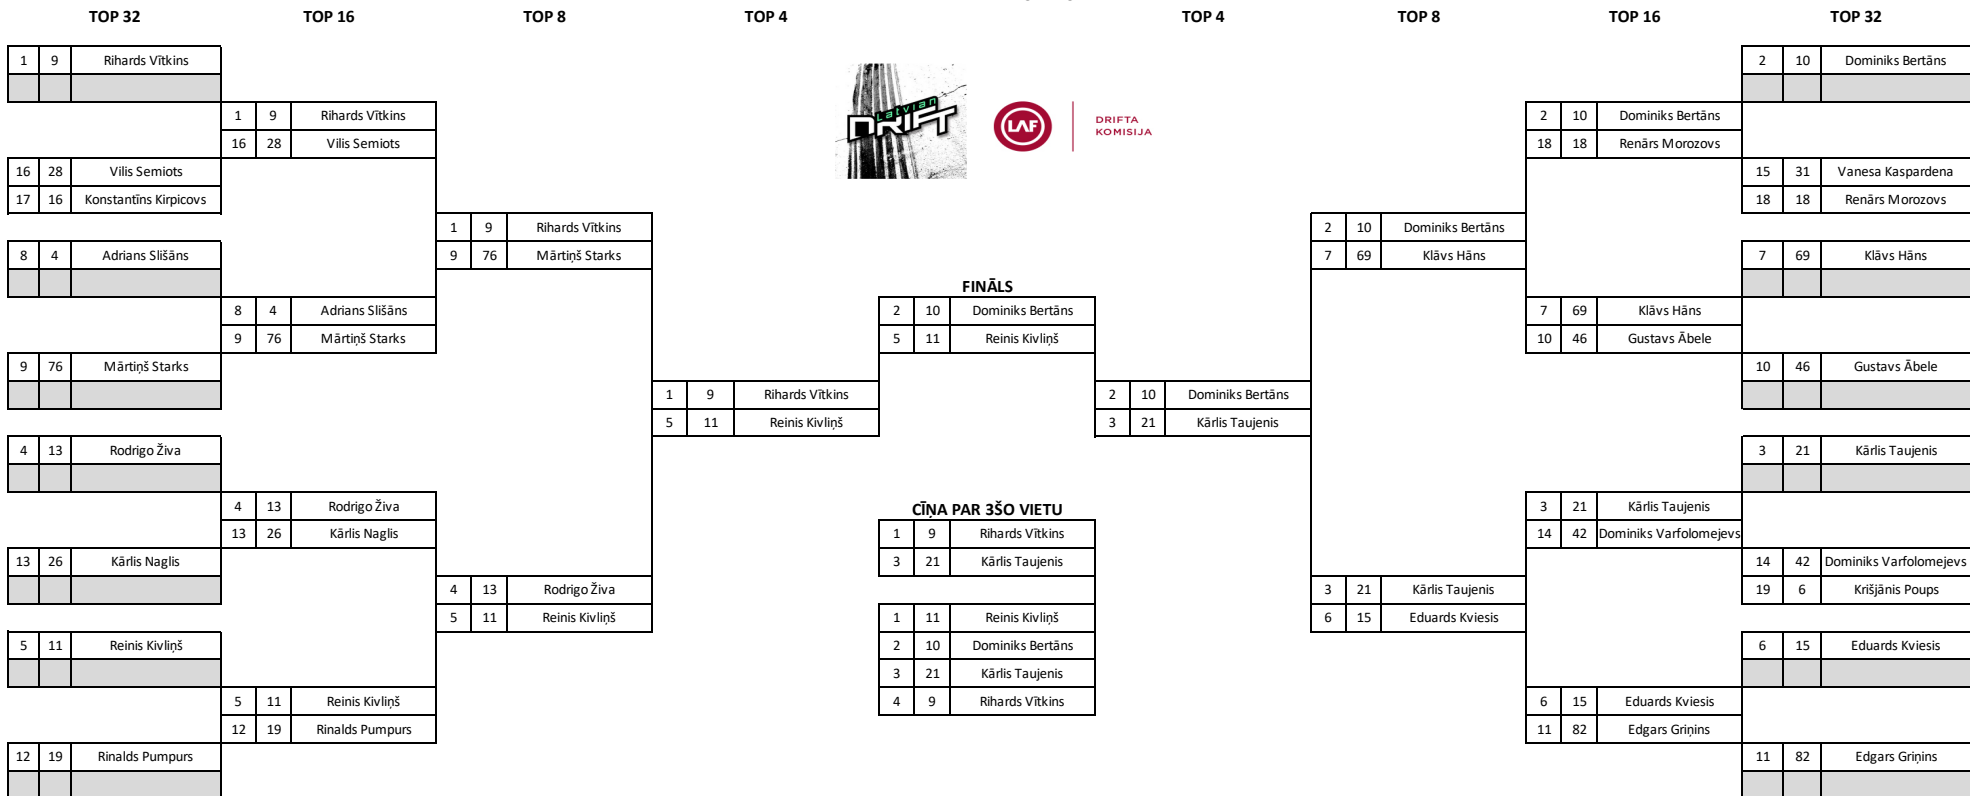 TOP 32 TOP 16 TOP 8 TOP 4 TOP 4 TOP 8 TOP 16 TOP 32
1 9 Rihards Vītkins
2 10 Dominiks Bertāns
Latvian
DRIFT
LAF
DRIFTA
KOMISIJA
1 9 Rihards Vītkins
16 28 Vilis Semiots
2 10 Dominiks Bertāns
18 18 Renārs Morozovs
16 28 Vilis Semiots
17 16 Konstantīns Kirpicovs
15 31 Vanesa Kaspardena
18 18 Renārs Morozovs
1 9 Rihards Vītkins
9 76 Mārtiņš Starks
2 10 Dominiks Bertāns
7 69 Klāvs Hāns
8 4 Adrians Slišāns
7 69 Klāvs Hāns
FINĀLS
8 4 Adrians Slišāns
9 76 Mārtiņš Starks
2 10 Dominiks Bertāns
5 11 Reinis Kivliņš
7 69 Klāvs Hāns
10 46 Gustavs Ābele
9 76 Mārtiņš Starks
10 46 Gustavs Ābele
1 9 Rihards Vītkins
5 11 Reinis Kivliņš
2 10 Dominiks Bertāns
3 21 Kārlis Taujenis
4 13 Rodrigo Živa
3 21 Kārlis Taujenis
4 13 Rodrigo Živa
13 26 Kārlis Naglis
CĪŅA PAR 3ŠO VIETU
1 9 Rihards Vītkins
3 21 Kārlis Taujenis
3 21 Kārlis Taujenis
14 42 Dominiks Varfolomejevs
13 26 Kārlis Naglis
14 42 Dominiks Varfolomejevs
19 6 Krišjānis Poups
4 13 Rodrigo Živa
5 11 Reinis Kivliņš
3 21 Kārlis Taujenis
6 15 Eduards Kviesis
1 11 Reinis Kivliņš
2 10 Dominiks Bertāns
3 21 Kārlis Taujenis
4 9 Rihards Vītkins
5 11 Reinis Kivliņš
6 15 Eduards Kviesis
5 11 Reinis Kivliņš
12 19 Rinalds Pumpurs
6 15 Eduards Kviesis
11 82 Edgars Griņins
12 19 Rinalds Pumpurs
11 82 Edgars Griņins